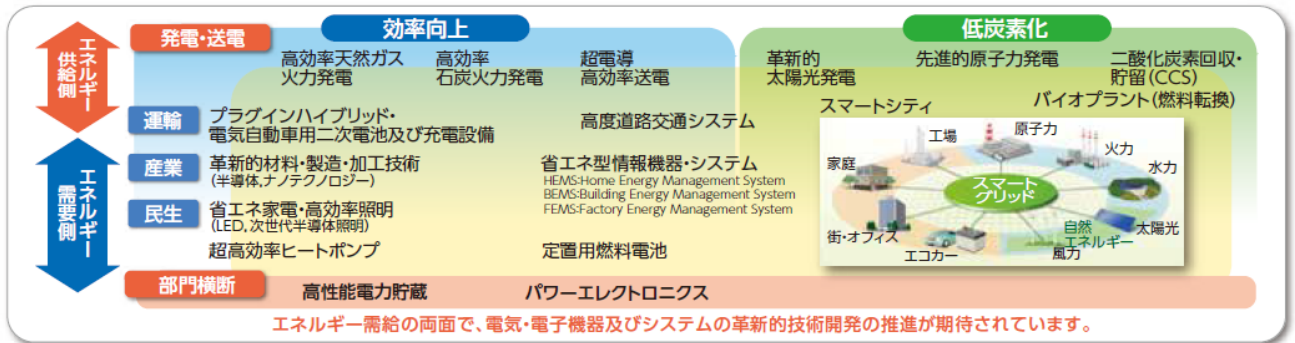 効率向上
低炭素化
エネルギー
供給側
発電・送電
高効率天然ガス
火力発電
高効率
石炭火力発電
超電導
高効率送電
革新的
太陽光発電
先進的原子力発電
二酸化炭素回収・
貯留(CCS)
バイオプラント(燃料転換)
スマートシティ
運輸
プラグインハイブリッド・
電気自動車用二次電池及び充電設備
高度道路交通システム
エネルギー
需要側
産業
革新的材料・製造・加工技術
(半導体,ナノテクノロジー)
省エネ型情報機器・システム
HEMS:Home Energy Management System
BEMS:Building Energy Management System
FEMS:Factory Energy Management System
民生
省エネ家電・高効率照明
(LED,次世代半導体照明)
超高効率ヒートポンプ
定置用燃料電池
工場
原子力
火力
水力
家庭
スマート
グリッド
太陽光
自然
エネルギー
風力
エコカー
街・オフィス
部門横断
高性能電力貯蔵
パワーエレクトロニクス
エネルギー需給の両面で、電気・電子機器及びシステムの革新的技術開発の推進が期待されています。